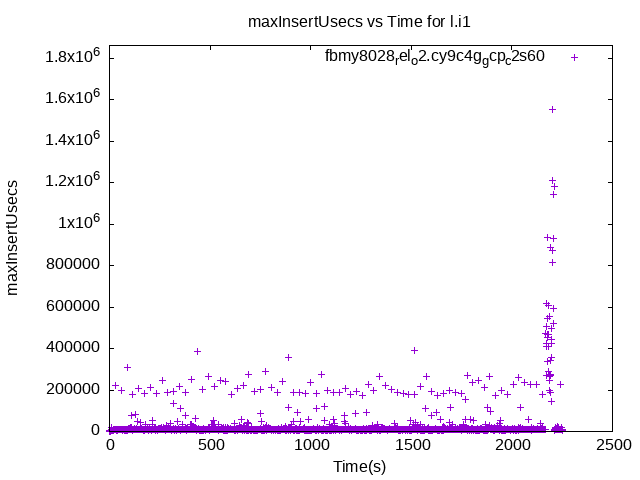 maxInsertUsecs vs Time for l.i1
fbmy8028relo2.cy9c4ggcpc2s60
1.8x10^6
1.6x10^6
1.4x10^6
1.2x10^6
1x10^6
800000
600000
400000
200000
0
maxInsertUsecs
0 500 1000 1500 2000 2500
Time(s)